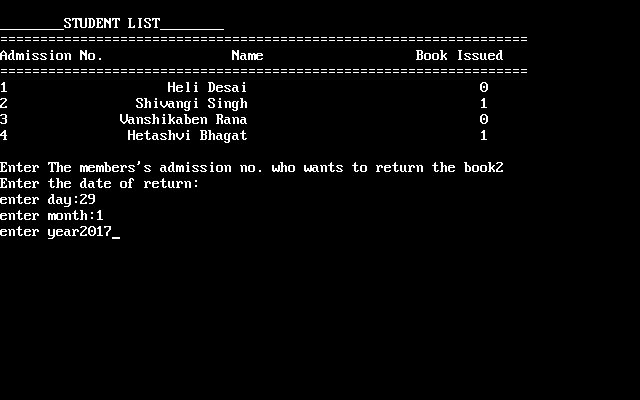 ________STUDENT LIST________
==================================================================
Admission No. Name Book Issued
==================================================================
1 Heli Desai 0
2 Shivangi Singh 1
3 Vanshikaben Rana 0
4 Hetashvi Bhagat 1
Enter The members's admission no. who wants to return the book2
Enter the date of return:
enter day:29
enter month:1
enter year2017_